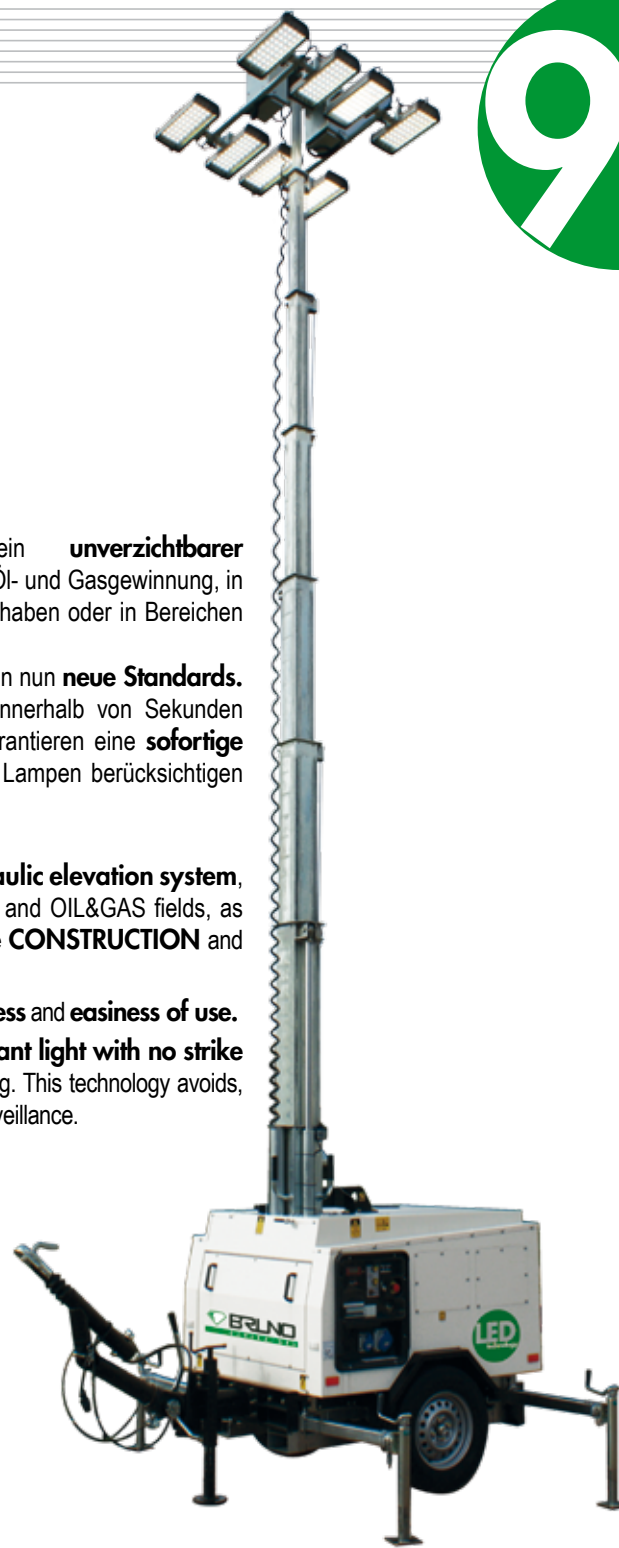 9
ein unverzichtbarer
Öl- und Gasgewinnung, in
haben oder in Bereichen
n nun neue Standards.
nnerhalb von Sekunden
rantieren eine sofortige
Lampen berücksichtigen
aulic elevation system,
and OIL&GAS fields, as
e CONSTRUCTION and
ess and easiness of use.
ant light with no strike
g. This technology avoids,
veillance.
BRUNO
LED